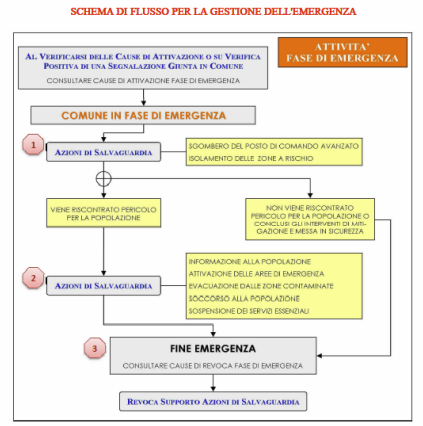 SCHEMA DI FLUSSO PER LA GESTIONE DELL'EMERGENZA
ATTIVITA'
FASE DI EMERGENZA
AL VERIFICARSI DELLE CAUSE DI ATTIVAZIONE O SU VERIFICA
POSITIVA DI UNA SEGNALAZIONE GIUNTA IN COMUNE
CONSULTARE CAUSE DI ATTIVAZIONE FASE DI EMERGENZA
COMUNE IN FASE DI EMERGENZA
1
AZIONI DI SALVAGUARDIA
SGOMBERO DEL POSTO DI COMANDO AVANZATO
ISOLAMENTO DELLE ZONE A RISCHIO
VIENE RISCONTRATO PERICOLO
PER LA POPOLAZIONE
NON VIENE RISCONTRATO
PERICOLO PER LA POPOLAZIONE O
CONCLUSI GLI INTERVENTI DI MITI-
GAZIONE E MESSA IN SICUREZZA
2
AZIONI DI SALVAGUARDIA
INFORMAZIONE ALLA POPOLAZIONE
ATTIVAZIONE DELLE AREE DI EMERGENZA
EVACUAZIONE DALLE ZONE CONTAMINATE
SOCCORSO ALLA POPOLAZIONE
SOSPENSIONE DEI SERVIZI ESSENZIALI
3
FINE EMERGENZA
CONSULTARE CAUSE DI REVOCA FASE DI EMERGENZA
REVOCA SUPPORTO AZIONI DI SALVAGUARDIA